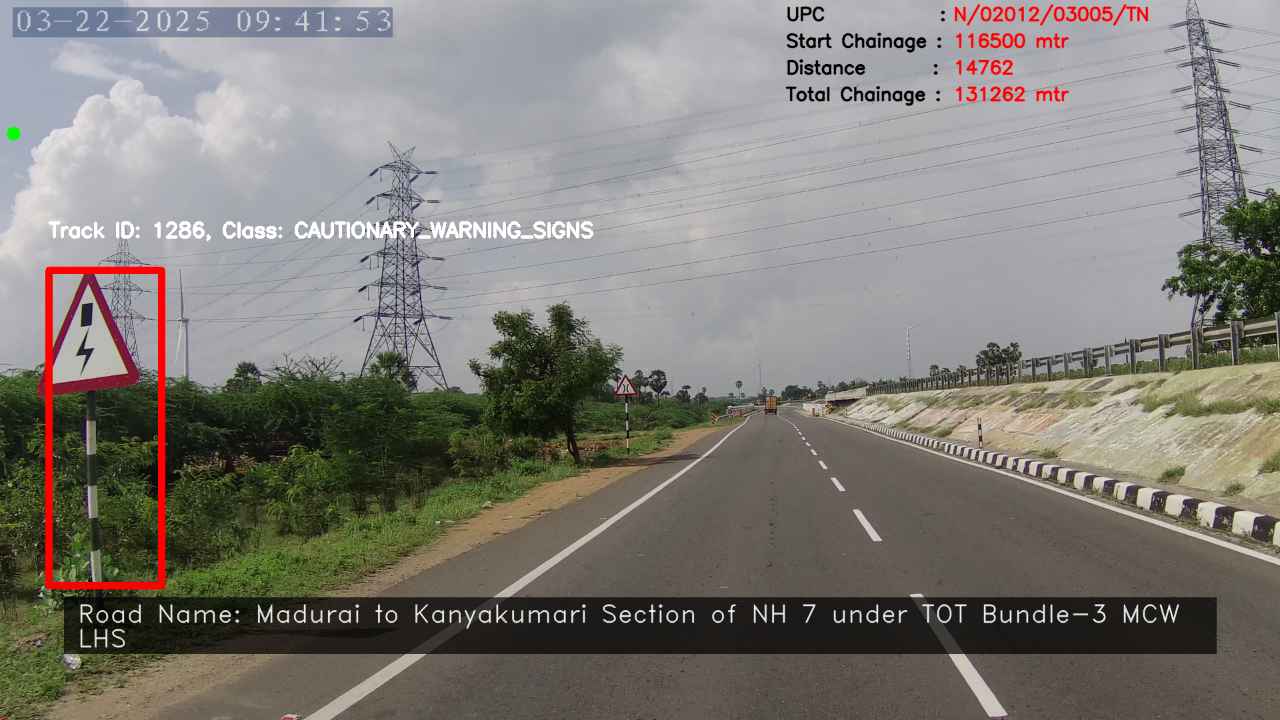 03-22-2025 09:41:53
UPC : N/02012/03005/TN
Start Chainage : 116500 mtr
Distance : 14762
Total Chainage : 131262 mtr
Track ID: 1286, Class: CAUTIONARY_WARNING_SIGNS
Road Name: Madurai to Kanyakumari Section of NH 7 under TOT Bundle-3 MCW
LHS